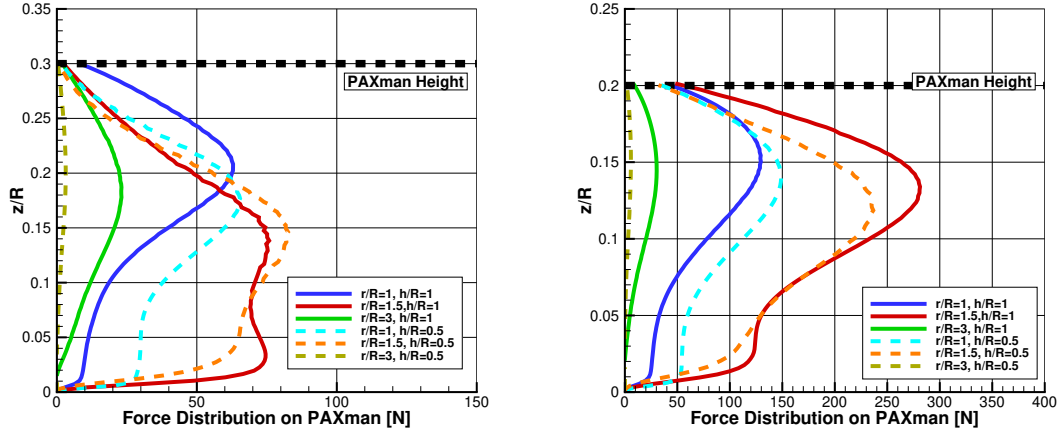 0.35
0.3
0.25
0.2
0.15
0.1
0.05
0
z/R
PAXman Height
r/R=1, h/R=1
r/R=1.5,h/R=1
r/R=3, h/R=1
r/R=1, h/R=0.5
r/R=1.5, h/R=0.5
r/R=3, h/R=0.5
0 50 100 150
Force Distribution on PAXman [N]
0.25
0.2
0.15
0.1
0.05
0
z/R
PAXman Height
r/R=1, h/R=1
r/R=1.5, h/R=1
r/R=3, h/R=1
r/R=1, h/R=0.5
r/R=1.5, h/R=0.5
r/R=3, h/R=0.5
0 50 100 150 200 250 300 350 400
Force Distribution on PAXman [N]